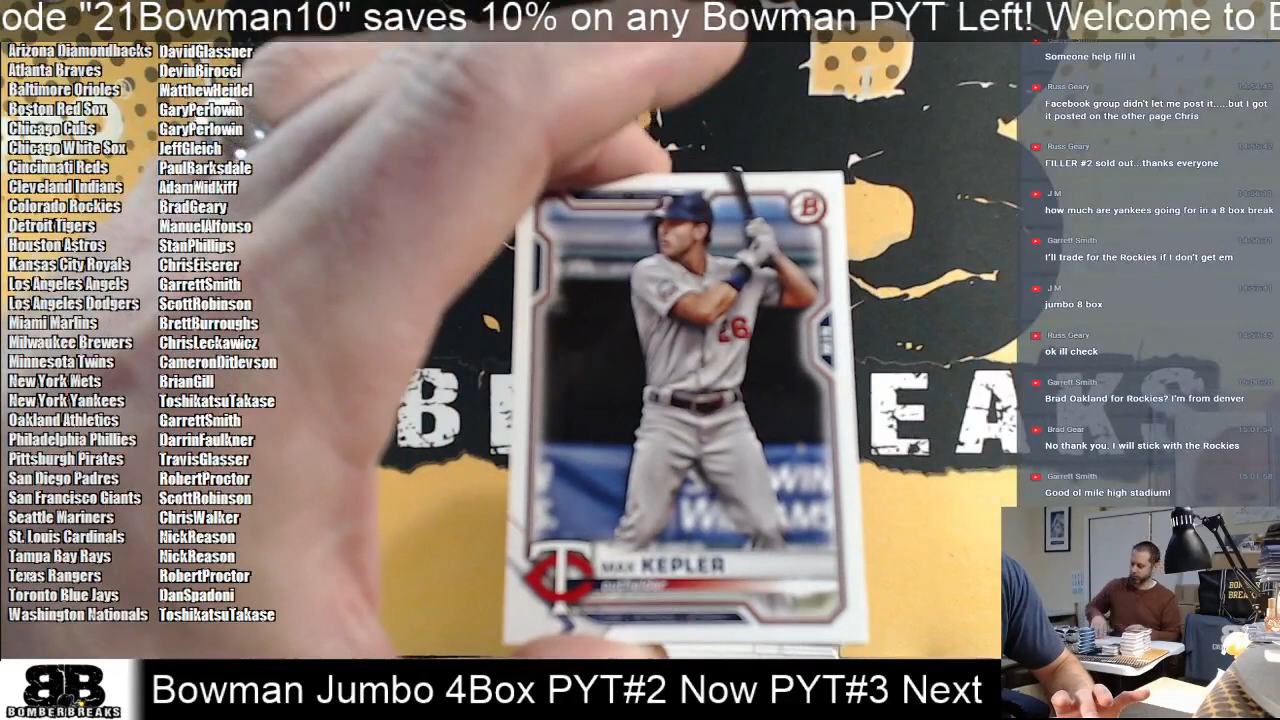 ode "21Bowman10" saves 10% on any Bowman PYT Left! Welcome to B
Arizona Diamondbacks DavidGlassner
Atlanta Braves DevinBirocci
Baltimore Orioles MatthewHeidel
Boston Red Sox GaryPerlowin
Chicago Cubs GaryPerlowin
Chicago White Sox JeffGleich
Cincinnati Reds PaulBarksdale
Cleveland Indians AdamMidkiff
Colorado Rockies BradGeary
Detroit Tigers ManuelAlfonso
Houston Astros StanPhillips
Kansas City Royals ChrisEiserer
Los Angeles Angels GarrettSmith
Los Angeles Dodgers ScottRobinson
Miami Marlins BrettBurroughs
Milwaukee Brewers ChrisLeckawicz
Minnesota Twins CameronDitlevson
New York Mets BrianGill
New York Yankees ToshikatsuTakase
Oakland Athletics GarrettSmith
Philadelphia Phillies DarrinFaulkner
Pittsburgh Pirates TravisGlasser
San Diego Padres RobertProctor
San Francisco Giants ScottRobinson
Seattle Mariners ChrisWalker
St. Louis Cardinals NickReason
Tampa Bay Rays NickReason
Texas Rangers RobertProctor
Toronto Blue Jays DanSpadoni
Washington Nationals ToshikatsuTakase
B
26
MAX KEPLER
B EAKS
Someone help fill it
Russ Geary
Facebook group didn't let me post it.....but I got
it posted on the other page Chris
Russ Geary
FILLER #2 sold out...thanks everyone
J M
how much are yankees going for in a 8 box break
Garrett Smith
I'll trade for the Rockies if I don't get em
J M
jumbo 8 box
Russ Geary
ok ill check
Garrett Smith
Brad Oakland for Rockies? I'm from denver
Brad Gear 15:01:54
No thank you. I will stick with the Rockies
Garrett Smith 15:01:58
Good ol mile high stadium!
BB
BOMBERBREAKS
Bowman Jumbo 4Box PYT#2 Now PYT#3 Next